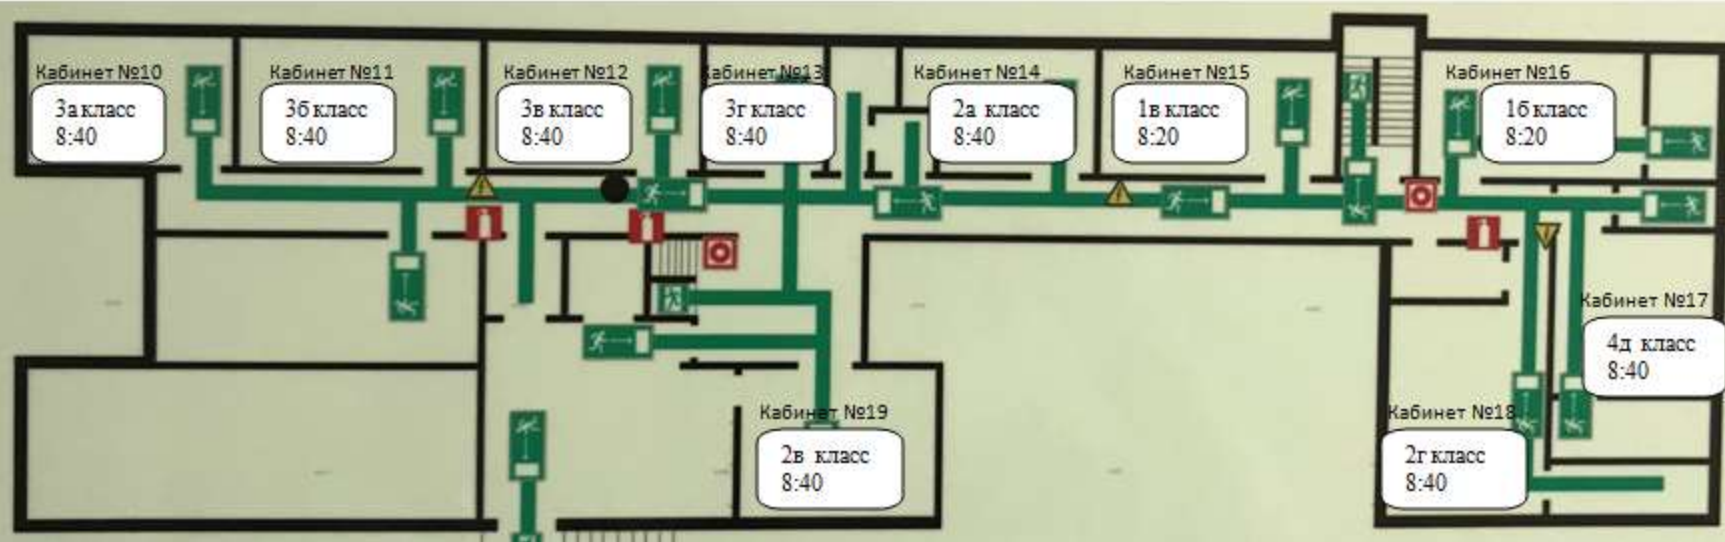 Кабинет №10
3а класс
8:40
Кабинет №11
3б класс
8:40
Кабинет №12
3в класс
8:40
Кабинет №13
3г класс
8:40
Кабинет №14
2а класс
8:40
Кабинет №15
1в класс
8:20
Кабинет №16
1б класс
8:20
Кабинет №17
4д класс
8:40
Кабинет №18
2г класс
8:40
Кабинет №19
2в класс
8:40